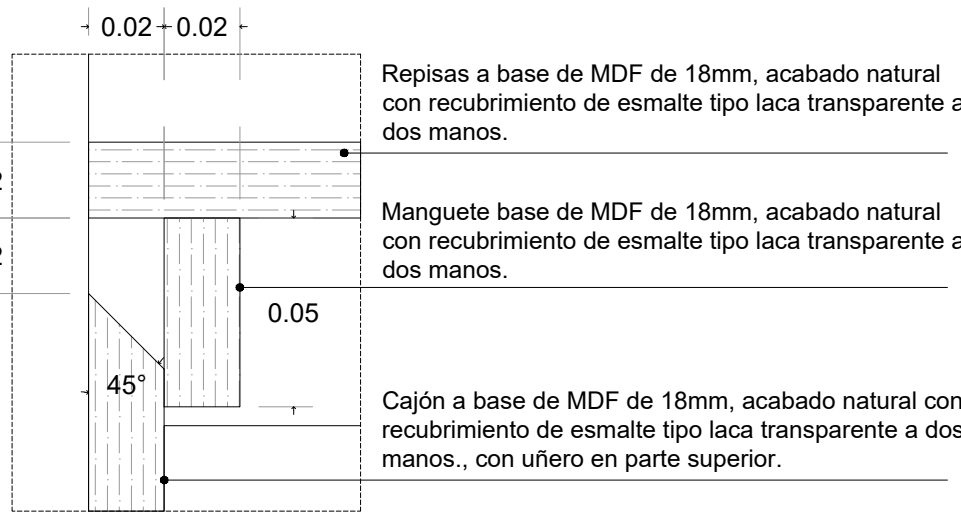 0.02 0.02
Repisas a base de MDF de 18mm, acabado natural
con recubrimiento de esmalte tipo laca transparente a
dos manos.
Manguete base de MDF de 18mm, acabado natural
con recubrimiento de esmalte tipo laca transparente a
dos manos.
0.05
45°
Cajón a base de MDF de 18mm, acabado natural con
recubrimiento de esmalte tipo laca transparente a dos
manos., con uñero en parte superior.